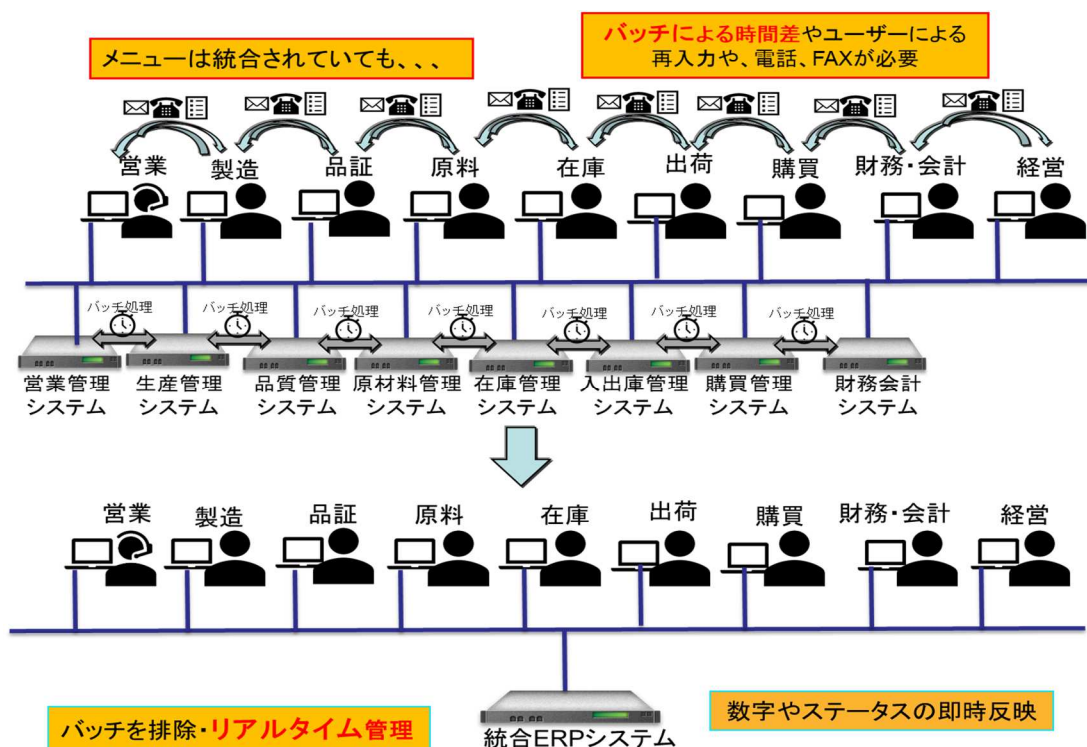 メニューは統合されていても、、、
バッチによる時間差やユーザーによる
再入力や、電話、FAXが必要
営業
製造
品証
原料
在庫
出荷
購買
財務・会計
経営
バッチ処理
バッチ処理
バッチ処理
バッチ処理
バッチ処理
バッチ処理
バッチ処理
営業管理
システム
生産管理
システム
品質管理
システム
原材料管理
システム
在庫管理
システム
入出庫管理
システム
購買管理
システム
財務会計
システム
営業
製造
品証
原料
在庫
出荷
購買
財務・会計
経営
バッチを排除・リアルタイム管理
統合ERPシステム
数字やステータスの即時反映